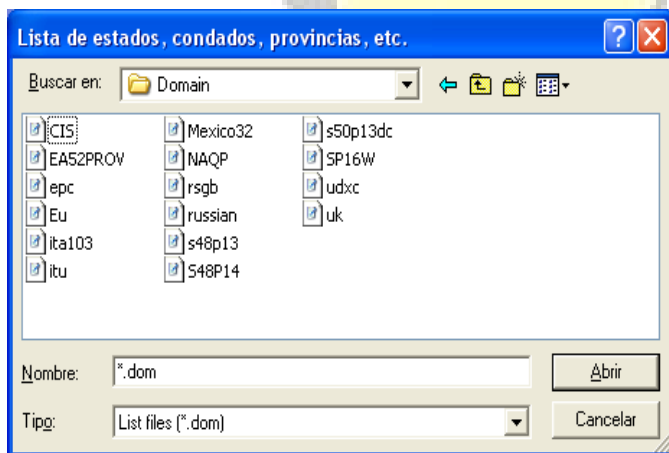 Lista de estados, condados, provincias, etc.
Buscar en: Domain
CIS
EA52PROV
epc
Eu
ita103
itu
Mexico32
NAQP
rsgb
russian
s48p13
S48P14
s50p13dc
SP16W
udxc
uk
Nombre: *.dom
Abrir
Tipo: List files (*.dom)
Cancelar